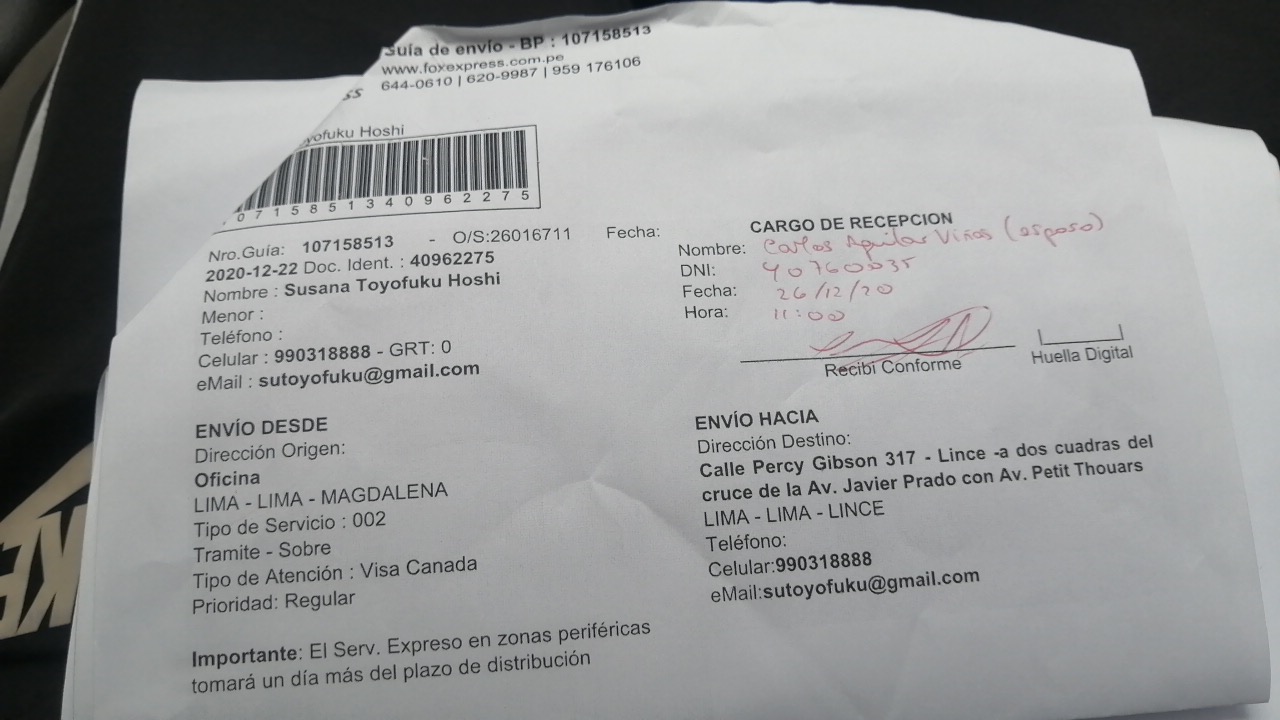 Guía de envío - BP : 107158513
www.foxexpress.com.pe
644-0610 | 620-9987 | 959 176106
SS
yofuku Hoshi
0715851340962275
Nro.Guía: 107158513 - O/S:26016711 Fecha:
2020-12-22 Doc. Ident. : 40962275
Nombre : Susana Toyofuku Hoshi
Menor :
Teléfono :
Celular : 990318888 - GRT: 0
eMail : sutoyofuku@gmail.com
CARGO DE RECEPCION
Nombre: Carlos Aguilar Viñas (esposo)
DNI: 40760035
Fecha: 26/12/20
Hora: 11:00
Recibí Conforme
Huella Digital
ENVÍO DESDE
Dirección Origen:
Oficina
LIMA - LIMA - MAGDALENA
Tipo de Servicio : 002
Tramite - Sobre
Tipo de Atención : Visa Canada
Prioridad: Regular
ENVÍO HACIA
Dirección Destino:
Calle Percy Gibson 317 - Lince -a dos cuadras del
cruce de la Av. Javier Prado con Av. Petit Thouars
LIMA - LIMA - LINCE
Teléfono:
Celular:990318888
eMail:sutoyofuku@gmail.com
Importante: El Serv. Expreso en zonas periféricas
tomará un día más del plazo de distribución